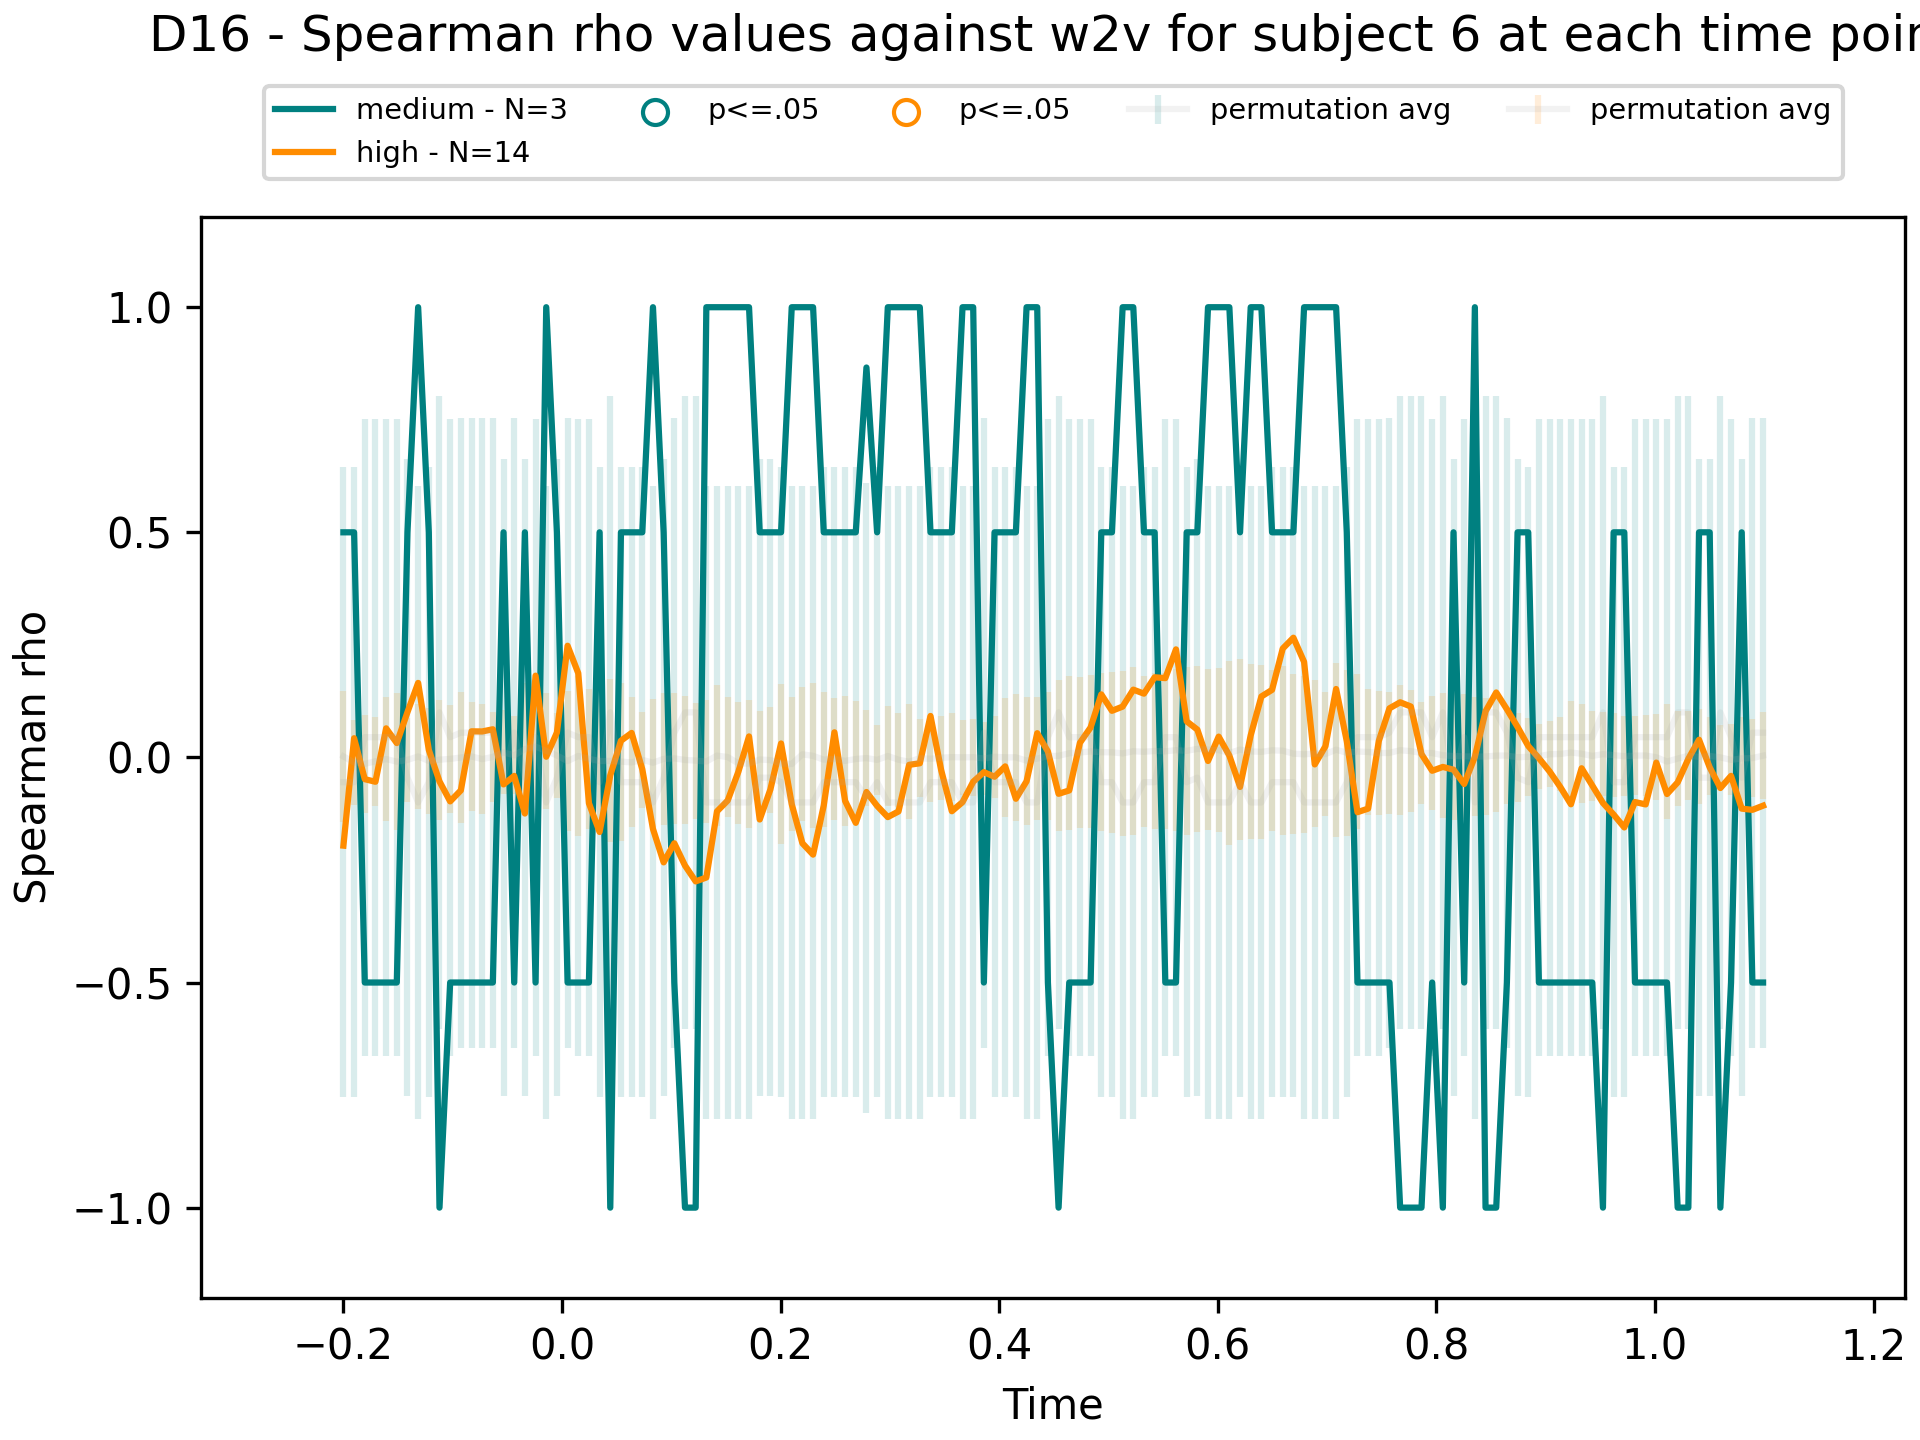 D16 - Spearman rho values against w2v for subject 6 at each time poin
medium - N=3
high - N=14
p<=.05
p<=.05
permutation avg
permutation avg
Spearman rho
1.0
0.5
0.0
−0.5
−1.0
−0.2
0.0
0.2
0.4
0.6
0.8
1.0
1.2
Time